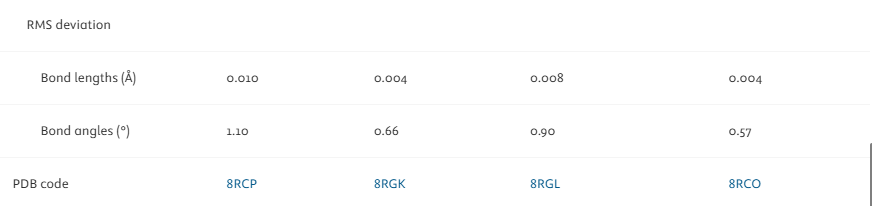 RMS deviation
Bond lengths (Å) 0.010 0.004 0.008 0.004
Bond angles (°) 1.10 0.66 0.90 0.57
PDB code 8RCP 8RGK 8RGL 8RCO